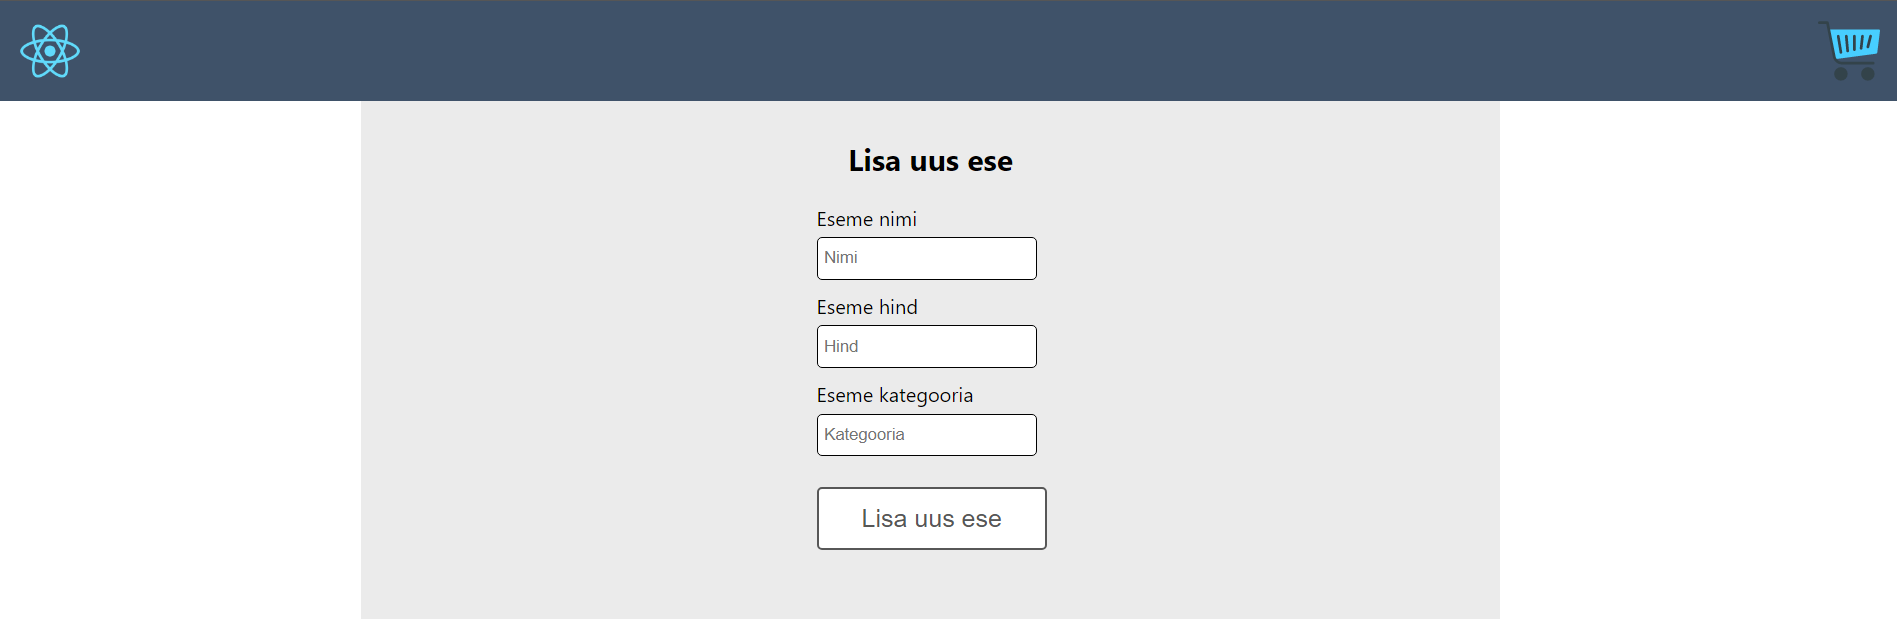 Lisa uus ese
Eseme nimi
Nimi
Eseme hind
Hind
Eseme kategooria
Kategooria
Lisa uus ese